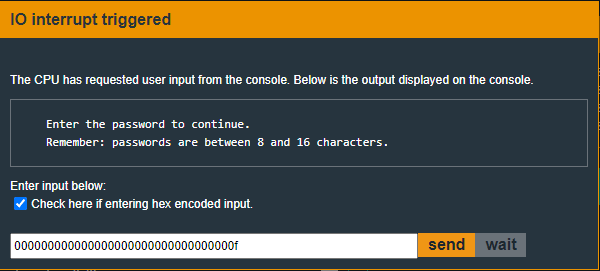 IO interrupt triggered
The CPU has requested user input from the console. Below is the output displayed on the console.
Enter the password to continue.
Remember: passwords are between 8 and 16 characters.
Enter input below:
Check here if entering hex encoded input.
0000000000000000000000000000000f send wait